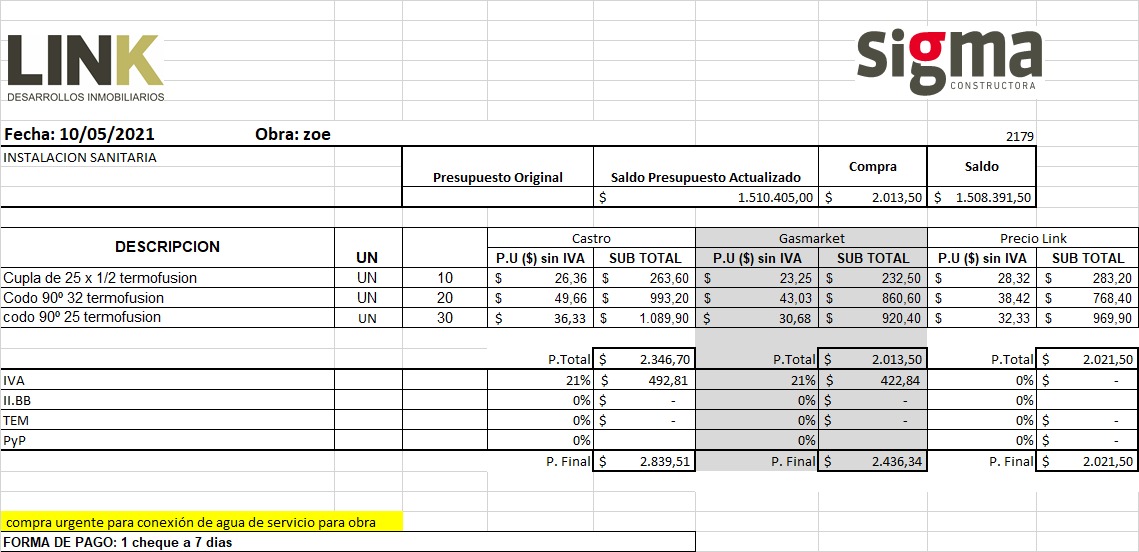 LINK
DESARROLLOS INMOBILIARIOS
sigma
CONSTRUCTORA
Fecha: 10/05/2021 Obra: zoe 2179
INSTALACION SANITARIA
Presupuesto Original Saldo Presupuesto Actualizado Compra Saldo
$ 1.510.405,00 $ 2.013,50 $ 1.508.391,50
DESCRIPCION UN Castro Gasmarket Precio Link
P.U ($) sin IVA SUB TOTAL P.U ($) sin IVA SUB TOTAL P.U ($) sin IVA SUB TOTAL
Cupla de 25 x 1/2 termofusion UN 10 $ 26,36 $ 263,60 $ 23,25 $ 232,50 $ 28,32 $ 283,20
Codo 90º 32 termofusion UN 20 $ 49,66 $ 993,20 $ 43,03 $ 860,60 $ 38,42 $ 768,40
codo 90º 25 termofusion UN 30 $ 36,33 $ 1.089,90 $ 30,68 $ 920,40 $ 32,33 $ 969,90
P.Total $ 2.346,70 P.Total $ 2.013,50 P.Total $ 2.021,50
IVA 21% $ 492,81 21% $ 422,84 0% $ -
II.BB 0% $ - 0% $ - 0%
TEM 0% $ - 0% $ - 0% $ -
PyP 0% 0% 0% $ -
P. Final $ 2.839,51 P. Final $ 2.436,34 P. Final $ 2.021,50
compra urgente para conexión de agua de servicio para obra
FORMA DE PAGO: 1 cheque a 7 dias